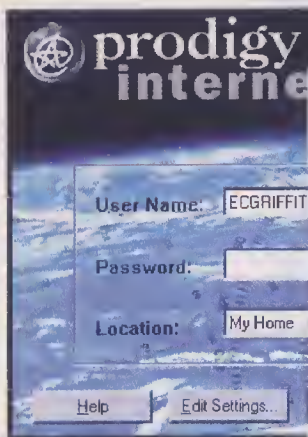 prodigy
interne
User Name: ECGRIFFIT
Password:
Location: My Home
Help Edit Settings...